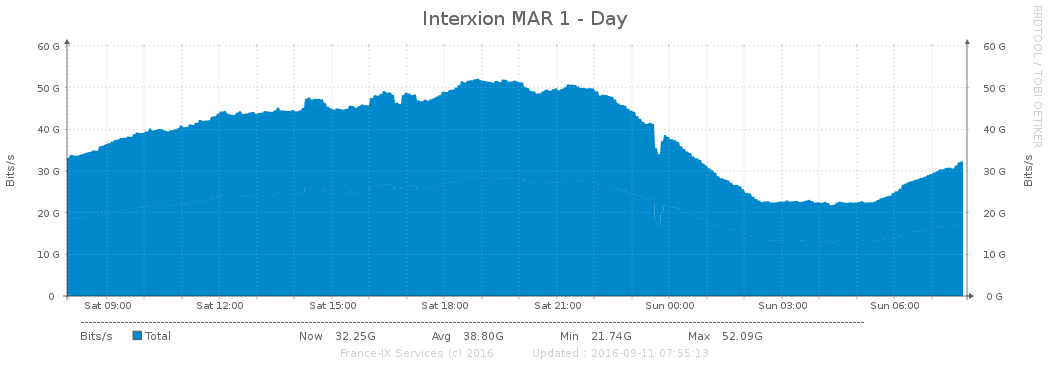 Interxion MAR 1 - Day
RRDTOOL / TOBI OETIKER
Bits/s
60 G
50 G
40 G
30 G
20 G
10 G
0
60 G
50 G
40 G
30 G
20 G
10 G
0 G
Bits/s
Sat 09:00 Sat 12:00 Sat 15:00 Sat 18:00 Sat 21:00 Sun 00:00 Sun 03:00 Sun 06:00
Bits/s Total Now 32.25G Avg 38.80G Min 21.74G Max 52.09G
France-IX Services (c) 2016 Updated : 2016-09-11 07:55:13